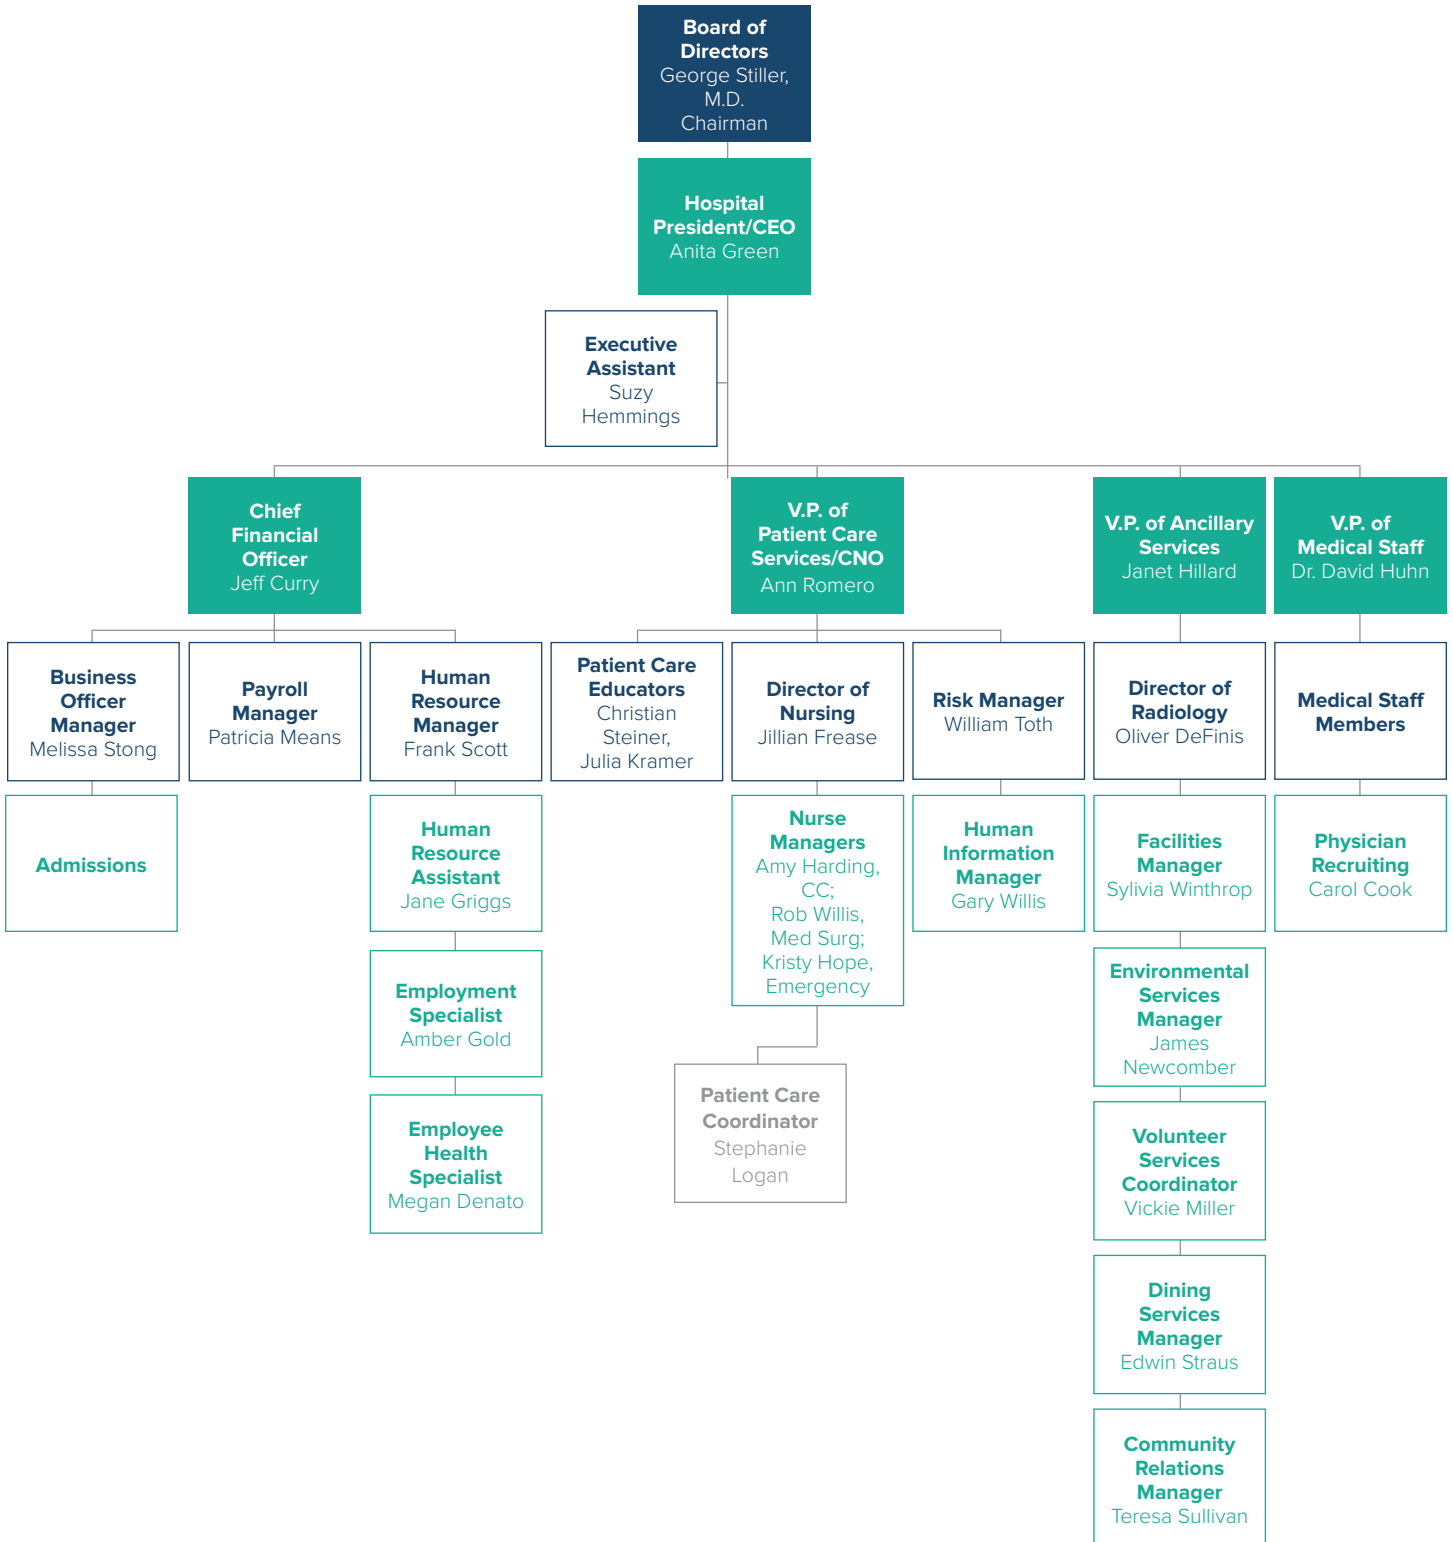 Board of
Directors
George Stiller,
M.D.
Chairman
Hospital
President/CEO
Anita Green
Executive
Assistant
Suzy
Hemmings
Chief
Financial
Officer
Jeff Curry
V.P. of
Patient Care
Services/CNO
Ann Romero
V.P. of Ancillary
Services
Janet Hillard
V.P. of
Medical Staff
Dr. David Huhn
Business
Officer
Manager
Melissa Stong
Payroll
Manager
Patricia Means
Human
Resource
Manager
Frank Scott
Patient Care
Educators
Christian
Steiner,
Julia Kramer
Director of
Nursing
Jillian Frease
Risk Manager
William Toth
Director of
Radiology
Oliver DeFinis
Medical Staff
Members
Admissions
Human
Resource
Assistant
Jane Griggs
Nurse
Managers
Amy Harding,
CC;
Rob Willis,
Med Surg;
Kristy Hope,
Emergency
Human
Information
Manager
Gary Willis
Facilities
Manager
Sylivia Winthrop
Physician
Recruiting
Carol Cook
Employment
Specialist
Amber Gold
Environmental
Services
Manager
James
Newcomber
Patient Care
Coordinator
Stephanie
Logan
Employee
Health
Specialist
Megan Denato
Volunteer
Services
Coordinator
Vickie Miller
Dining
Services
Manager
Edwin Straus
Community
Relations
Manager
Teresa Sullivan